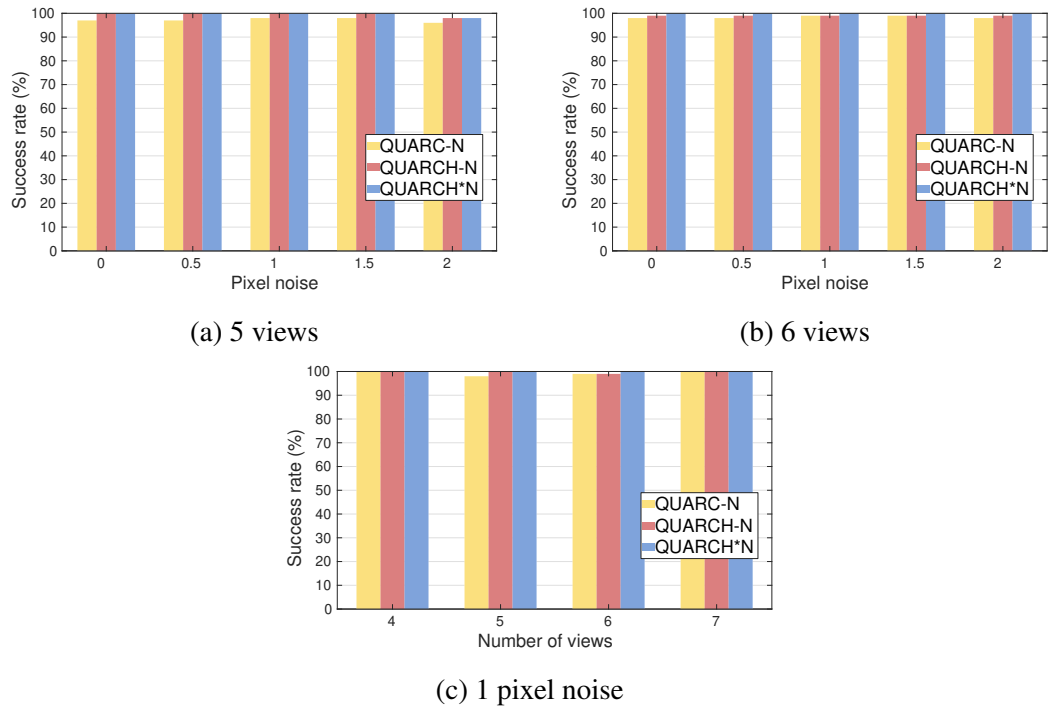 100
90
80
70
60
50
40
30
20
10
0
Success rate (%)
QUARC-N
QUARCH-N
QUARCH*N
0 0.5 1 1.5 2
Pixel noise
(a) 5 views
100
90
80
70
60
50
40
30
20
10
0
Success rate (%)
QUARC-N
QUARCH-N
QUARCH*N
0 0.5 1 1.5 2
Pixel noise
(b) 6 views
100
90
80
70
60
50
40
30
20
10
0
Success rate (%)
QUARC-N
QUARCH-N
QUARCH*N
4 5 6 7
Number of views
(c) 1 pixel noise